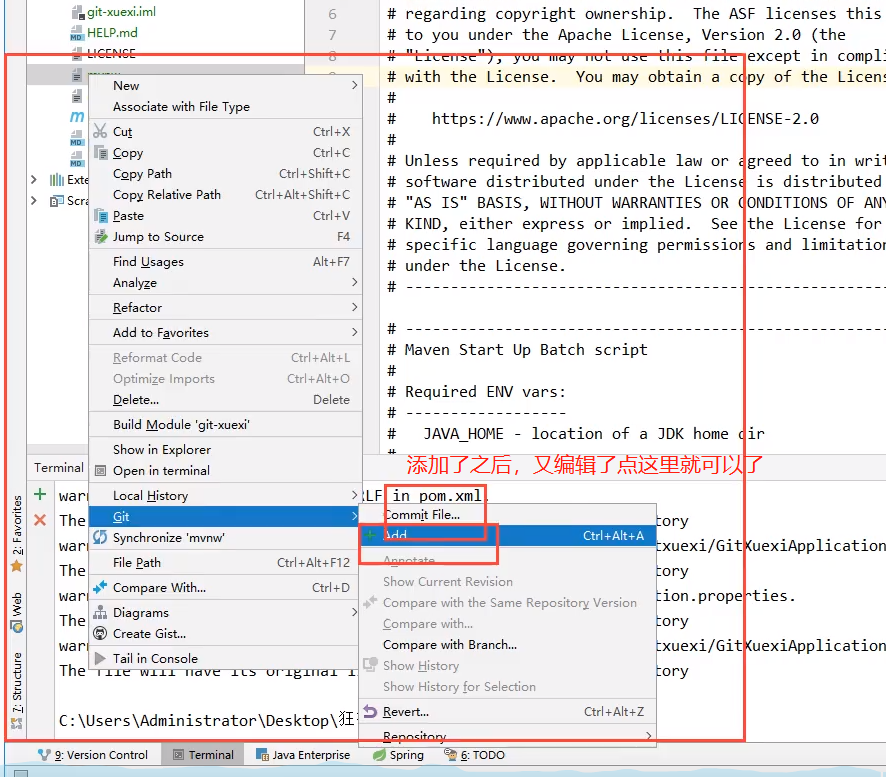 git-xuexi.iml
HELP.md
LICENSE
6
7
# regarding copyright ownership.  The ASF licenses this
# to you under the Apache License, Version 2.0 (the
# "License"); you may not use this file except in compli
# with the License.  You may obtain a copy of the Licens
#
#    https://www.apache.org/licenses/LICENSE-2.0
#
# Unless required by applicable law or agreed to in writ
# software distributed under the License is distributed
# "AS IS" BASIS, WITHOUT WARRANTIES OR CONDITIONS OF ANY
# KIND, either express or implied.  See the License for
# specific language governing permissions and limitation
# under the License.
# ------------------------------------------------------
# ------------------------------------------------------
# Maven Start Up Batch script
#
# Required ENV vars:
# ------------------
#   JAVA_HOME - location of a JDK home dir
#
Exte
Scra
New
Associate with File Type
Cut Ctrl+X
Copy Ctrl+C
Copy Path Ctrl+Shift+C
Copy Relative Path Ctrl+Alt+Shift+C
Paste Ctrl+V
Jump to Source F4
Find Usages Alt+F7
Analyze
Refactor
Add to Favorites
Reformat Code Ctrl+Alt+L
Optimize Imports Ctrl+Alt+O
Delete... Delete
Build Module 'git-xuexi'
Show in Explorer
Open in terminal
Local History
Git
Synchronize 'mvnw'
File Path Ctrl+Alt+F12
Compare With... Ctrl+D
Diagrams
Create Gist...
Tail in Console
添加了之后，又编辑了点这里就可以了
Commit File...
Add Ctrl+Alt+A
Annotate
Show Current Revision
Compare with the Same Repository Version
Compare with...
Compare with Branch...
Show History
Show History for Selection
Revert... Ctrl+Alt+Z
Repository
Terminal
war
LF in pom.xml.
The
ory
war
xuexi/GitXuexiApplication
The
ory
war
ion.properties.
The
ory
war
xuexi/GitXuexiApplication
The file will have its original l
ory
C:\Users\Administrator\Desktop\狂
2: Favorites
Web
7: Structure
9: Version Control
Terminal
Java Enterprise
Spring
6: TODO